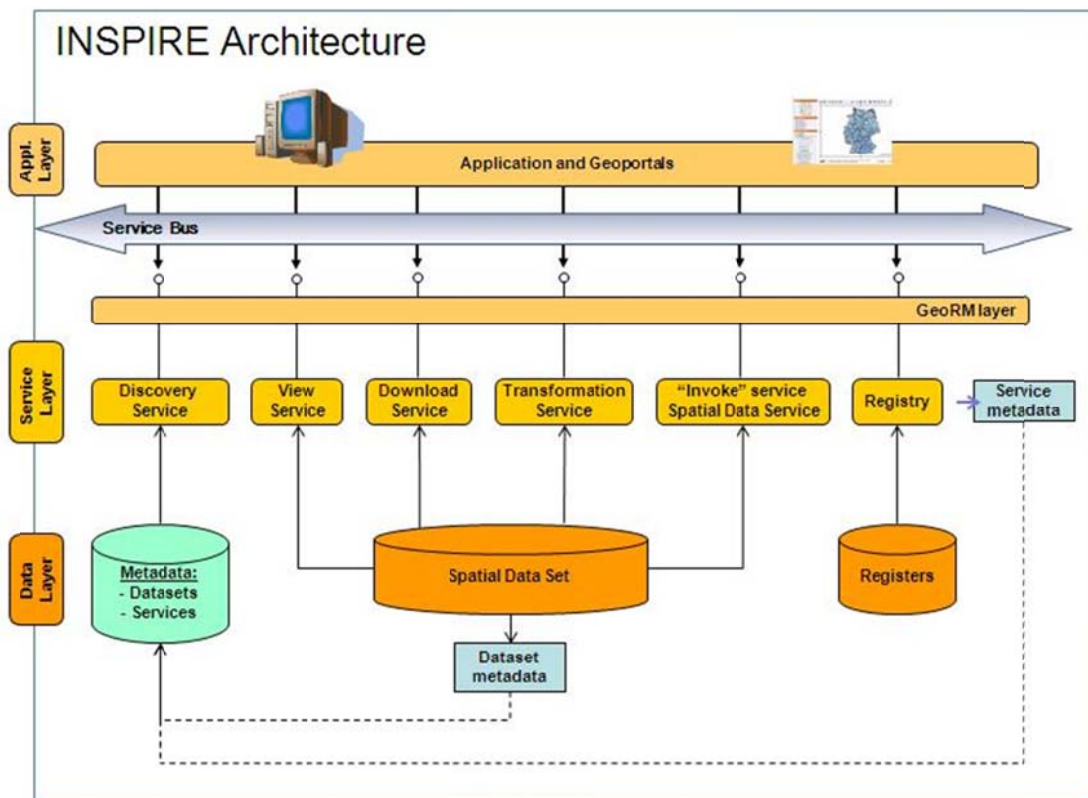 INSPIRE Architecture
Appl.
Layer
Application and Geoportals
Service Bus
GeoRM layer
Service
Layer
Discovery
Service
View
Service
Download
Service
Transformation
Service
“Invoke” service
Spatial Data Service
Registry
Service
metadata
Data
Layer
Metadata:
- Datasets
- Services
Spatial Data Set
Registers
Dataset
metadata